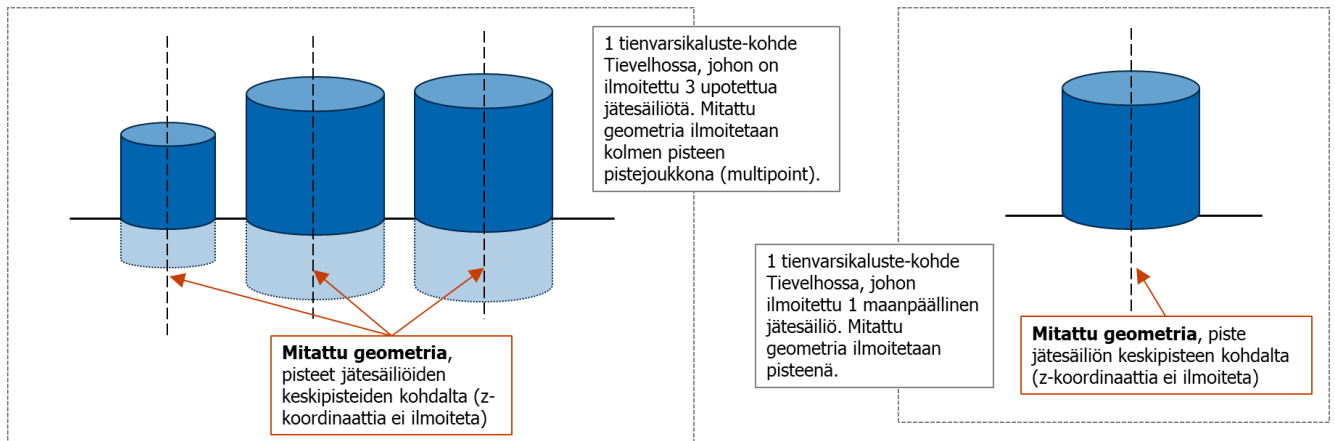 1 tienvarsikaluste-kohde
Tievelhossa, johon on
ilmoitettu 3 upotettua
jätesäiliötä. Mitattu
geometria ilmoitetaan
kolmen pisteen
pistejoukkona (multipoint).
Mitattu geometria,
pisteet jätesäiliöiden
keskipisteiden kohdalta (z-
koordinaattia ei ilmoiteta)
1 tienvarsikaluste-kohde
Tievelhossa, johon
ilmoitettu 1 maanpäällinen
jätesäiliö. Mitattu
geometria ilmoitetaan
pisteenä.
Mitattu geometria, piste
jätesäiliön keskipisteen kohdalta
(z-koordinaattia ei ilmoiteta)